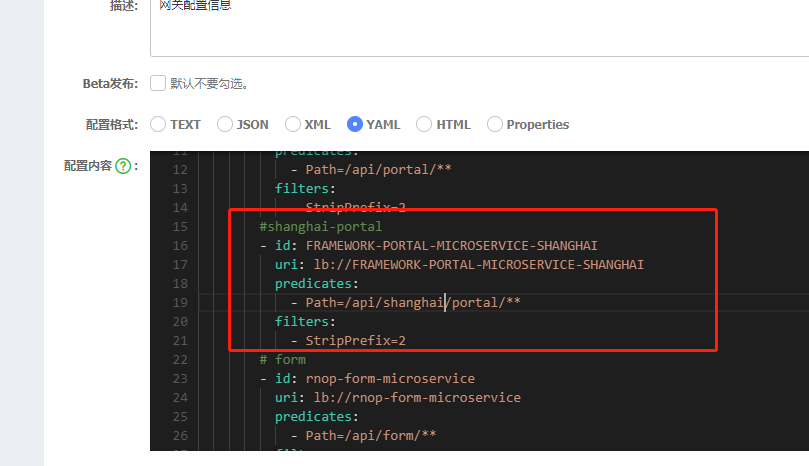 描述:
网关配置信息
Beta发布:
默认不要勾选。
配置格式:
TEXT
JSON
XML
YAML
HTML
Properties
配置内容 ? :
11 predicates:
12 - Path=/api/portal/**
13 filters:
14 - StripPrefix=2
15 #shanghai-portal
16 - id: FRAMEWORK-PORTAL-MICROSERVICE-SHANGHAI
17 uri: lb://FRAMEWORK-PORTAL-MICROSERVICE-SHANGHAI
18 predicates:
19 - Path=/api/shanghai/portal/**
20 filters:
21 - StripPrefix=2
22 # form
23 - id: rnop-form-microservice
24 uri: lb://rnop-form-microservice
25 predicates:
26 - Path=/api/form/**